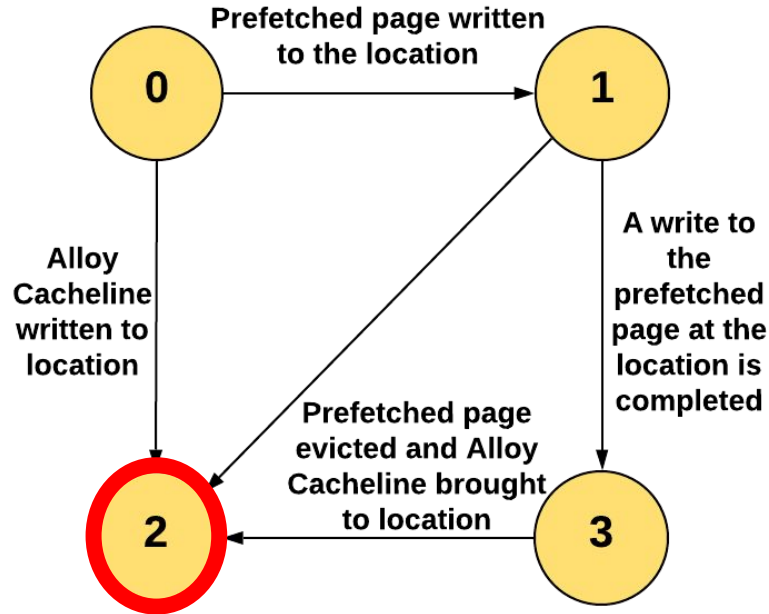 Prefetched page written
to the location
0
1
Alloy
Cacheline
written to
location
A write to
the
prefetched
page at the
location is
completed
Prefetched page
evicted and Alloy
Cacheline brought
to location
2
3